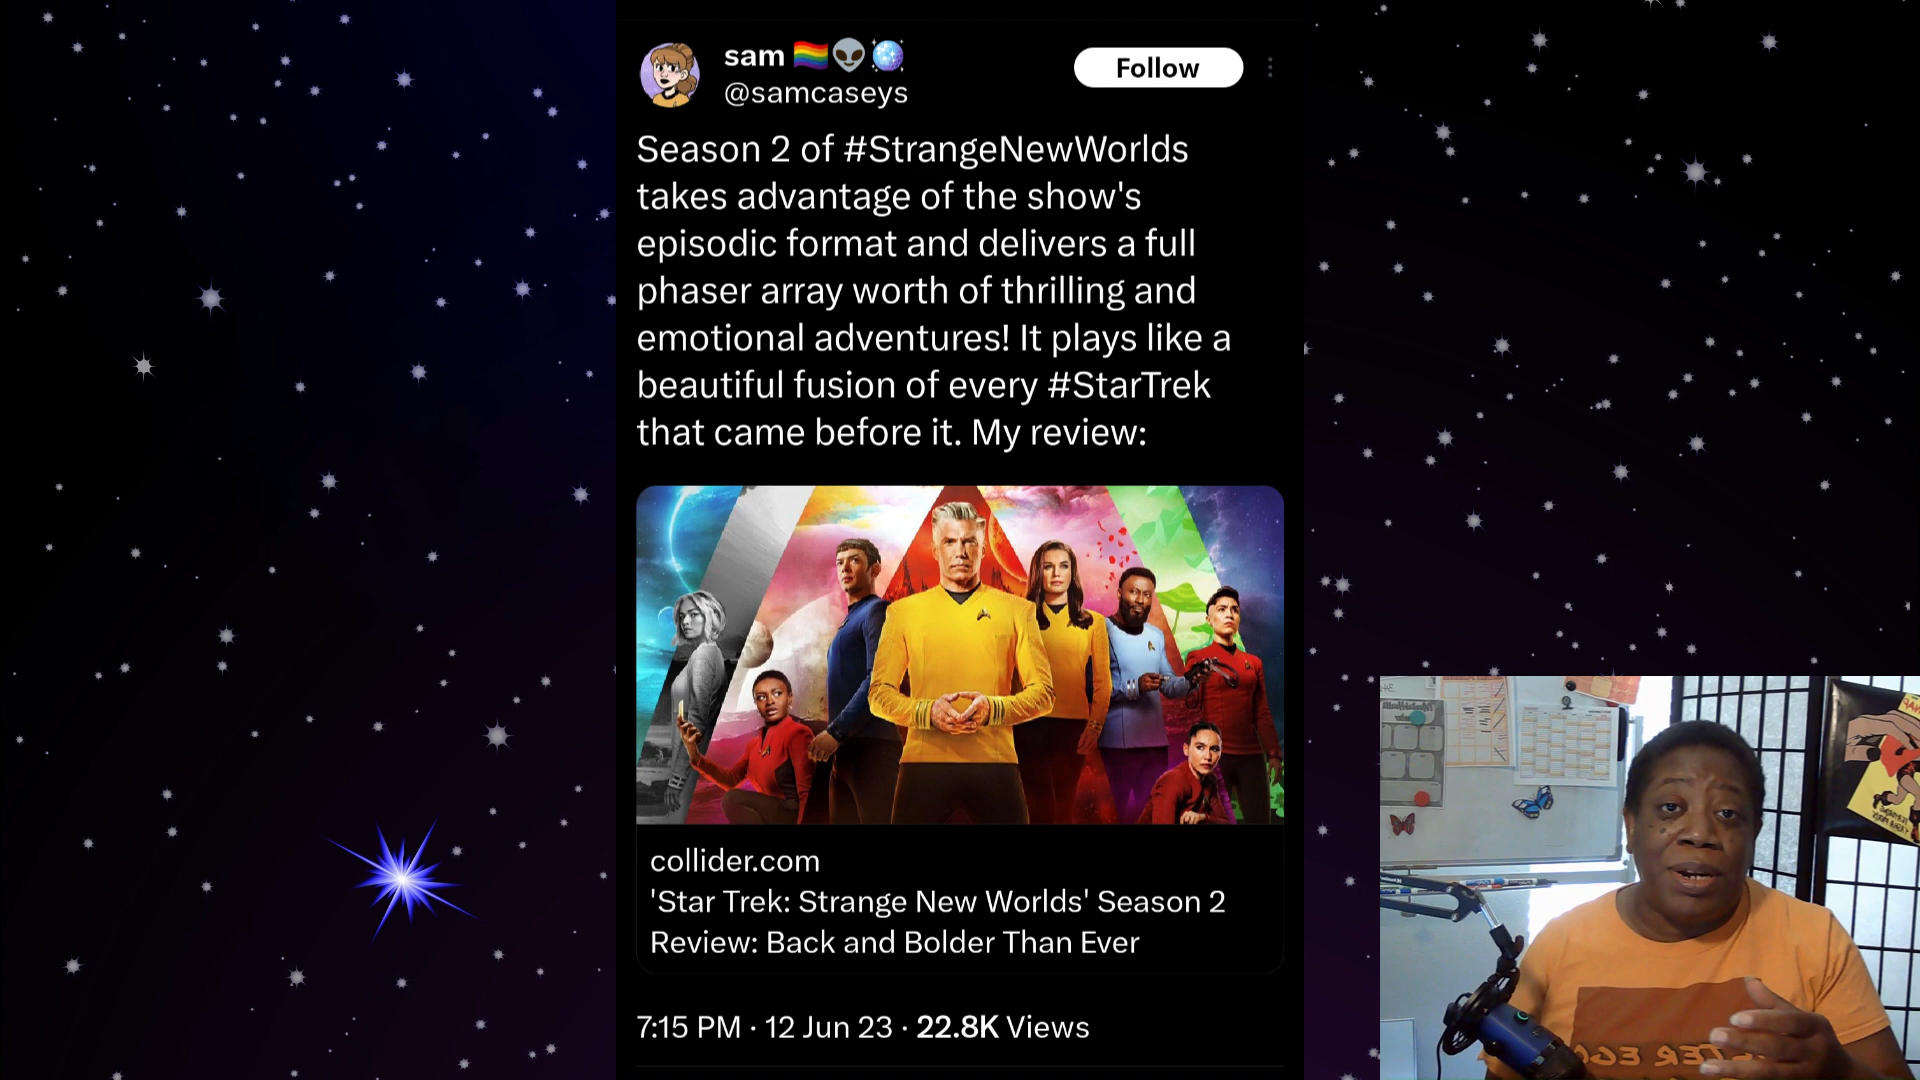 sam 🏳️‍🌈👽🪩
@samcaseys
Follow
Season 2 of #StrangeNewWorlds
takes advantage of the show's
episodic format and delivers a full
phaser array worth of thrilling and
emotional adventures! It plays like a
beautiful fusion of every #StarTrek
that came before it. My review:
collider.com
'Star Trek: Strange New Worlds' Season 2
Review: Back and Bolder Than Ever
7:15 PM · 12 Jun 23 · 22.8K Views